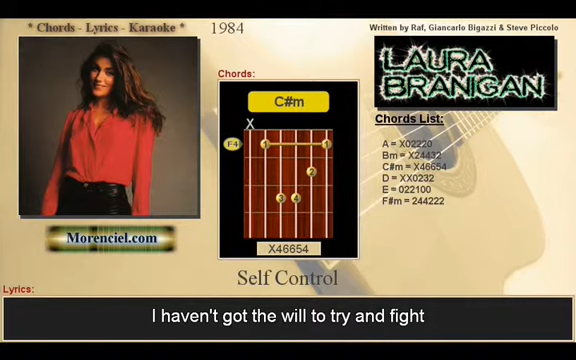 * Chords - Lyrics - Karaoke *
1984
Written by Raf, Giancarlo Bigazzi & Steve Piccolo
LAURA
BRANIGAN
Chords:
C#m
X
F4
1
1
2
3
4
X46654
Chords List:
A = X02220
Bm = X24432
C#m = X46654
D = XX0232
E = 022100
F#m = 244222
Morenciel.com
Self Control
Lyrics:
I haven't got the will to try and fight